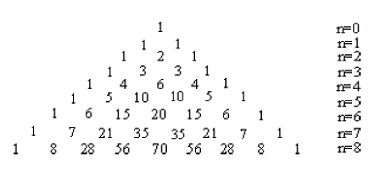 1 n=0
1 1 n=1
1 2 1 n=2
1 3 3 1 n=3
1 4 6 4 1 n=4
1 5 10 10 5 1 n=5
1 6 15 20 15 6 1 n=6
1 7 21 35 35 21 7 1 n=7
1 8 28 56 70 56 28 8 1 n=8